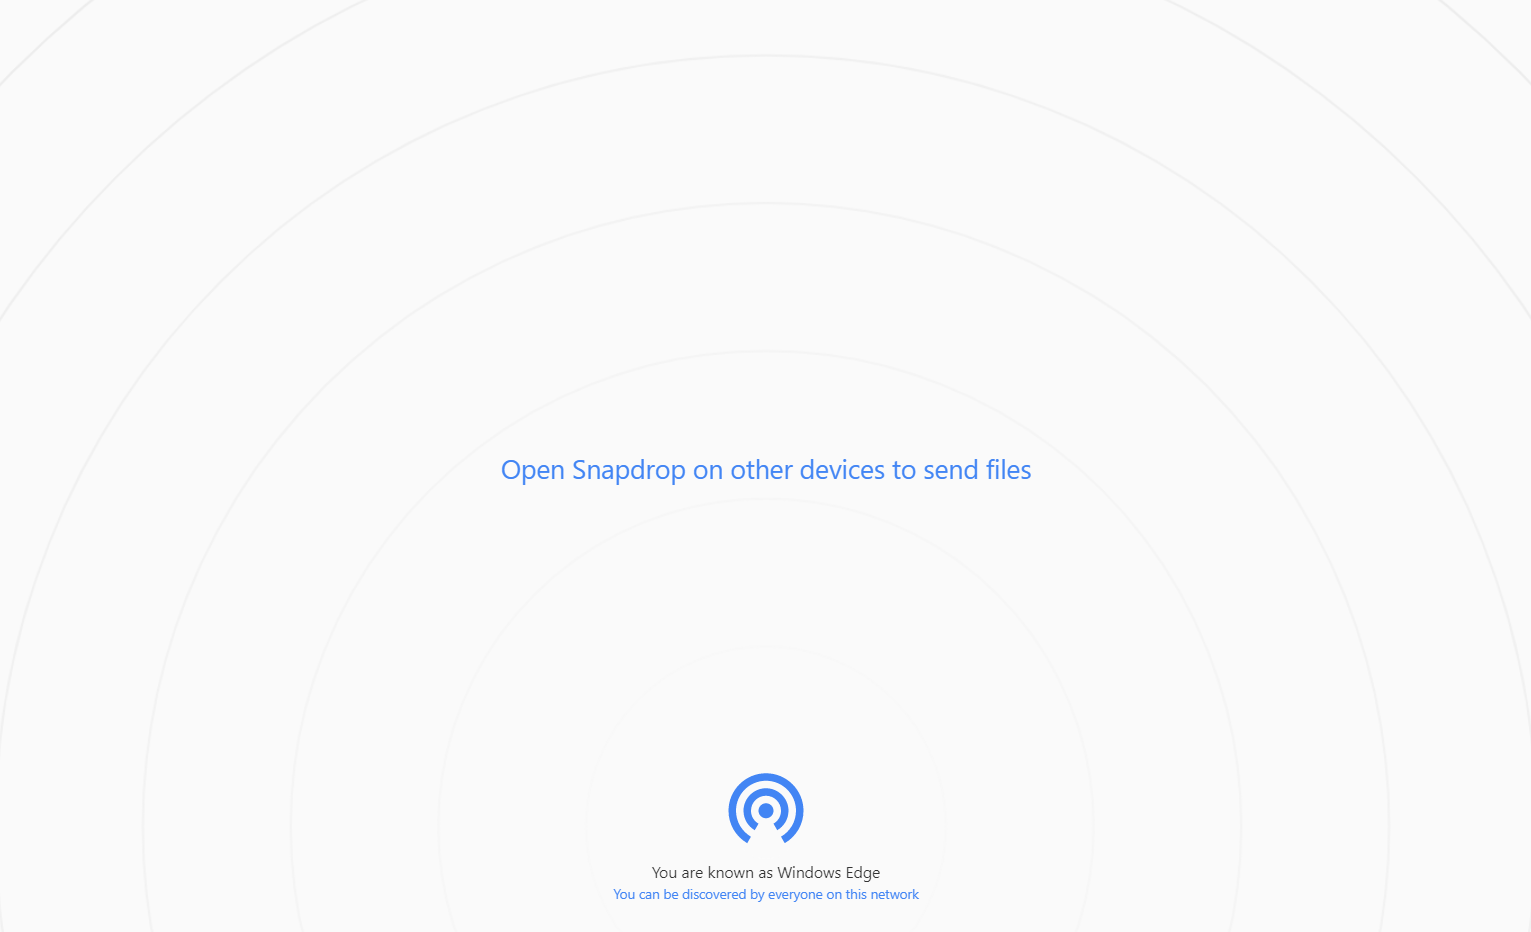 Open Snapdrop on other devices to send files
You are known as Windows Edge
You can be discovered by everyone on this network